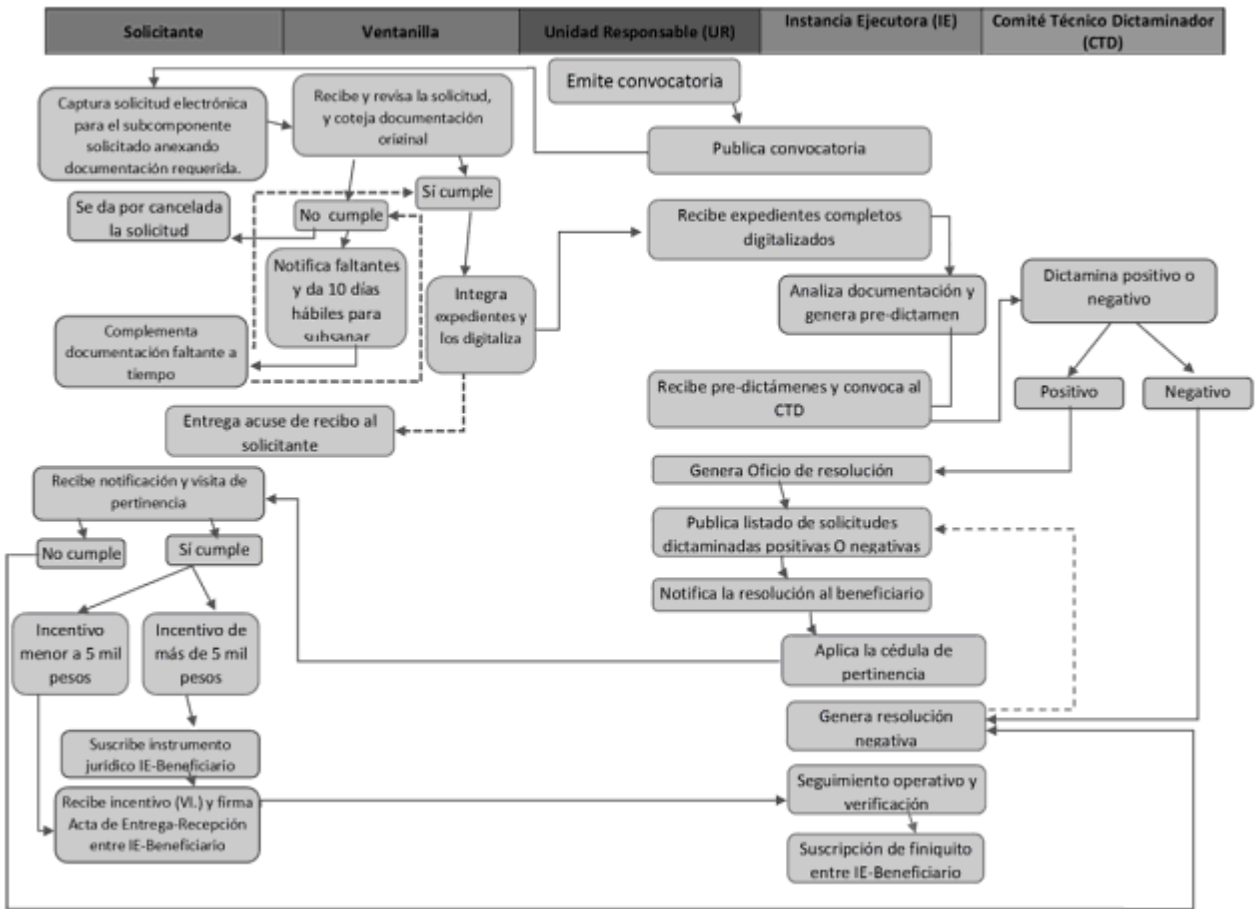 Solicitante
Ventanilla
Unidad Responsable (UR)
Instancia Ejecutora (IE)
Comité Técnico Dictaminador
(CTD)
Emite convocatoria
Publica convocatoria
Captura solicitud electrónica
para el subcomponente
solicitado anexando
documentación requerida.
Recibe y revisa la solicitud,
y coteja documentación
original
Sí cumple
No cumple
Se da por cancelada
la solicitud
Notifica faltantes
y da 10 días
hábiles para
subsanar
Complementa
documentación faltante a
tiempo
Integra
expedientes y
los digitaliza
Entrega acuse de recibo al
solicitante
Recibe expedientes completos
digitalizados
Analiza documentación y
genera pre-dictamen
Recibe pre-dictámenes y convoca al
CTD
Dictamina positivo o
negativo
Positivo
Negativo
Genera Oficio de resolución
Publica listado de solicitudes
dictaminadas positivas O negativas
Notifica la resolución al beneficiario
Aplica la cédula de
pertinencia
Recibe notificación y visita de
pertinencia
No cumple
Sí cumple
Incentivo
menor a 5 mil
pesos
Incentivo de
más de 5 mil
pesos
Genera resolución
negativa
Suscribe instrumento
jurídico IE-Beneficiario
Recibe incentivo (VI.) y firma
Acta de Entrega-Recepción
entre IE-Beneficiario
Seguimiento operativo y
verificación
Suscripción de finiquito
entre IE-Beneficiario